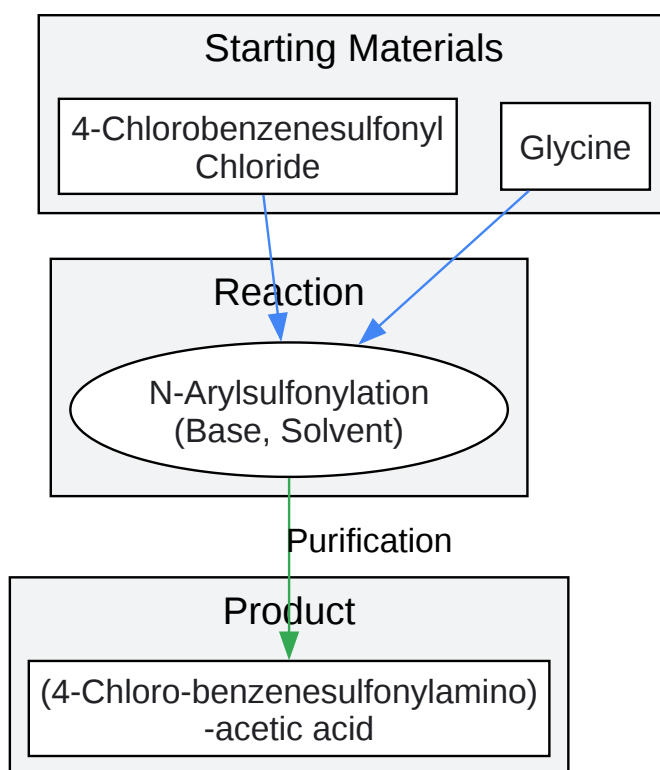 Starting Materials
4-Chlorobenzenesulfonyl
Chloride
Glycine
Reaction
N-Arylsulfonylation
(Base, Solvent)
Purification
Product
(4-Chloro-benzenesulfonylamino)
-acetic acid